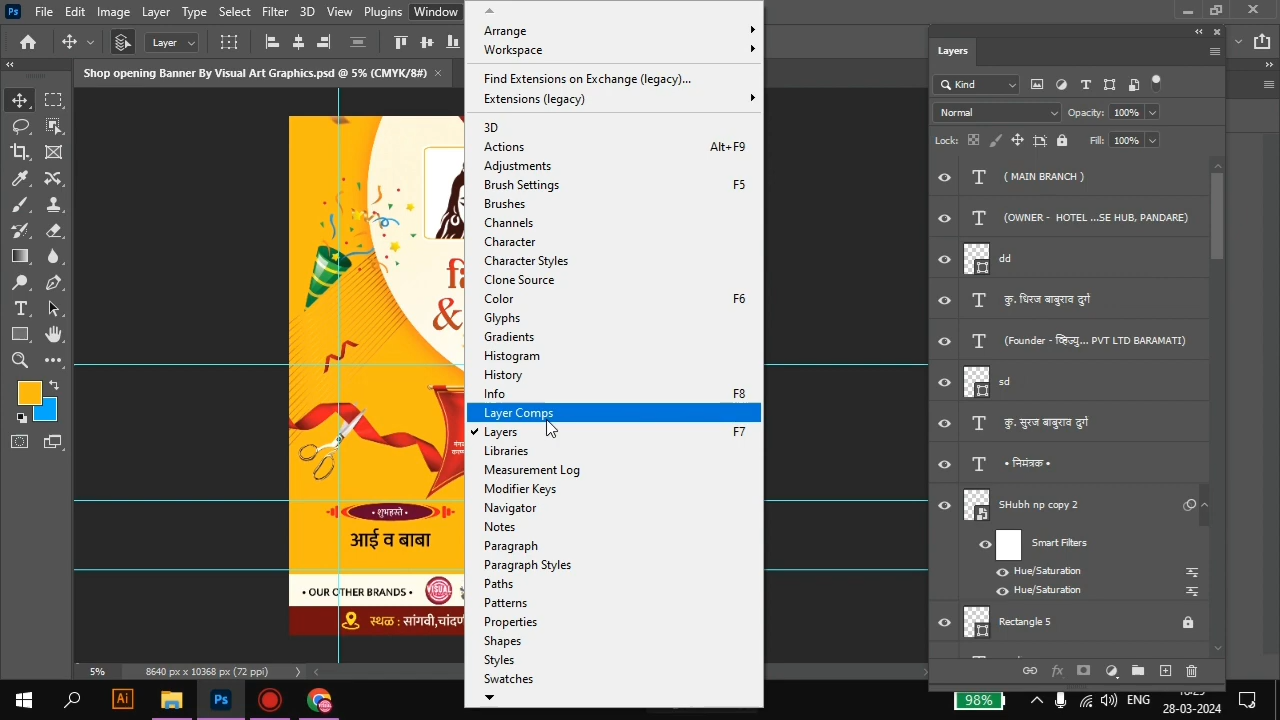 Ps File Edit Image Layer Type Select Filter 3D View Plugins Window
Layer
Shop opening Banner By Visual Art Graphics.psd @ 5% (CMYK/8#)
Arrange
Workspace
Find Extensions on Exchange (legacy)...
Extensions (legacy)
3D
Actions Alt+F9
Adjustments
Brush Settings F5
Brushes
Channels
Character
Character Styles
Clone Source
Color F6
Glyphs
Gradients
Histogram
History
Info F8
Layer Comps
Layers F7
Libraries
Measurement Log
Modifier Keys
Navigator
Notes
Paragraph
Paragraph Styles
Paths
Patterns
Properties
Shapes
Styles
Swatches
&
• शुभहस्ते •
आई व बाबा
• OUR OTHER BRANDS •
VISUAL
स्थळ :
Layers
Kind
Normal Opacity: 100%
Lock: Fill: 100%
( MAIN BRANCH )
(OWNER - HOTEL ...SE HUB, PANDARE)
dd
कु. धिरज बाबुराव दुर्गे
(Founder - व्हिज्यु... PVT LTD BARAMATI)
sd
कु. सुरज बाबुराव दुर्गे
• निमंत्रक •
SHubh np copy 2
Smart Filters
Hue/Saturation
Hue/Saturation
Rectangle 5
5% 8640 px x 10368 px (72 ppi)
Ai Ps
98% ENG
28-03-2024